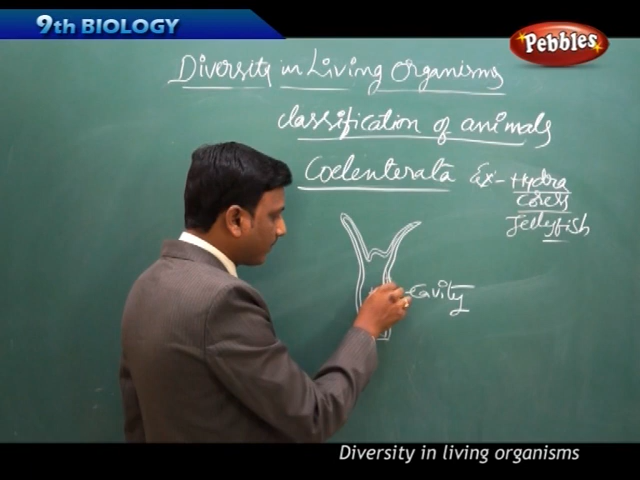 9th BIOLOGY
Pebbles
Diversity in Living Organisms
Classification of animals
Coelenterata Ex:- Hydra
Coress
Jellyfish
Cavity
Diversity in living organisms